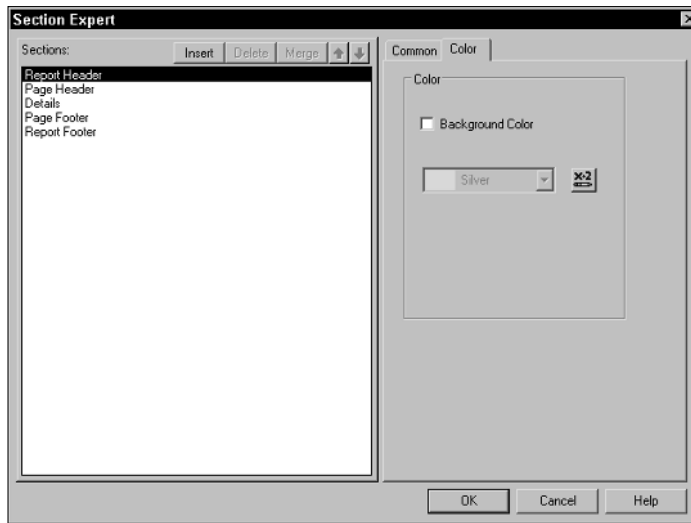 Section Expert
Sections:
Insert
Delete
Merge
Report Header
Page Header
Details
Page Footer
Report Footer
Common
Color
Color
Background Color
Silver
X-2
OK
Cancel
Help